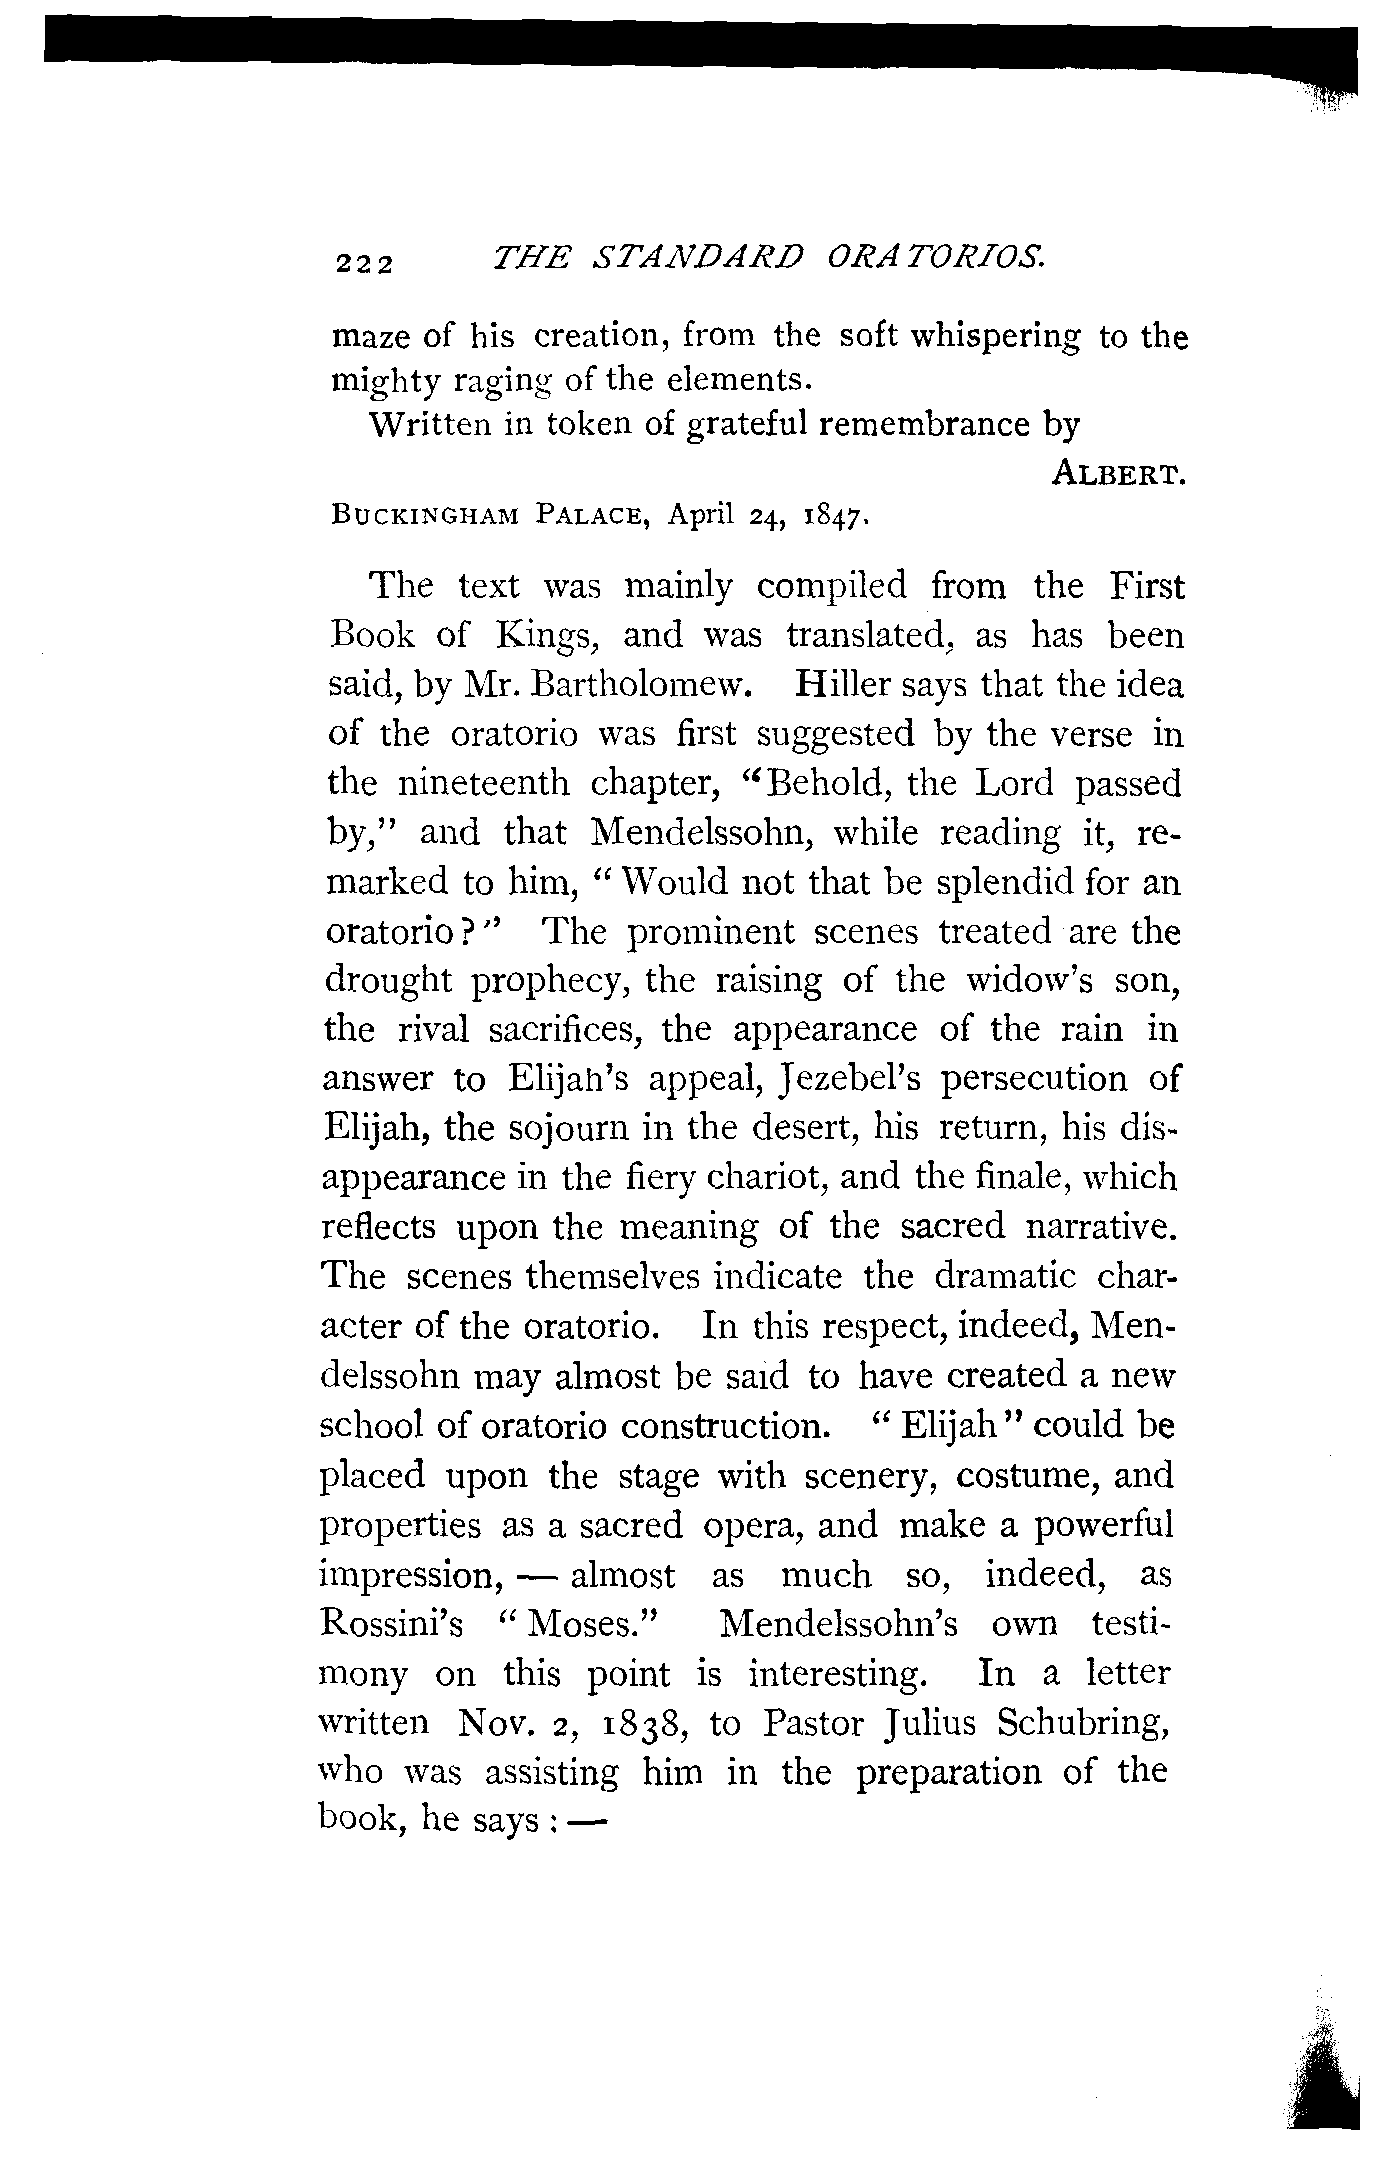 222 THE STANDARD ORATORIOS.
maze of his creation, from the soft whispering to the
mighty raging of the elements.
Written in token of grateful remembrance by
ALBERT.
BUCKINGHAM PALACE, April 24, 1847.
The text was mainly compiled from the First
Book of Kings, and was translated, as has been
said, by Mr. Bartholomew. Hiller says that the idea
of the oratorio was first suggested by the verse in
the nineteenth chapter, "Behold, the Lord passed
by," and that Mendelssohn, while reading it, re-
marked to him, "Would not that be splendid for an
oratorio?" The prominent scenes treated are the
drought prophecy, the raising of the widow's son,
the rival sacrifices, the appearance of the rain in
answer to Elijah's appeal, Jezebel's persecution of
Elijah, the sojourn in the desert, his return, his dis-
appearance in the fiery chariot, and the finale, which
reflects upon the meaning of the sacred narrative.
The scenes themselves indicate the dramatic char-
acter of the oratorio. In this respect, indeed, Men-
delssohn may almost be said to have created a new
school of oratorio construction. "Elijah" could be
placed upon the stage with scenery, costume, and
properties as a sacred opera, and make a powerful
impression, — almost as much so, indeed, as
Rossini's "Moses." Mendelssohn's own testi-
mony on this point is interesting. In a letter
written Nov. 2, 1838, to Pastor Julius Schubring,
who was assisting him in the preparation of the
book, he says: —